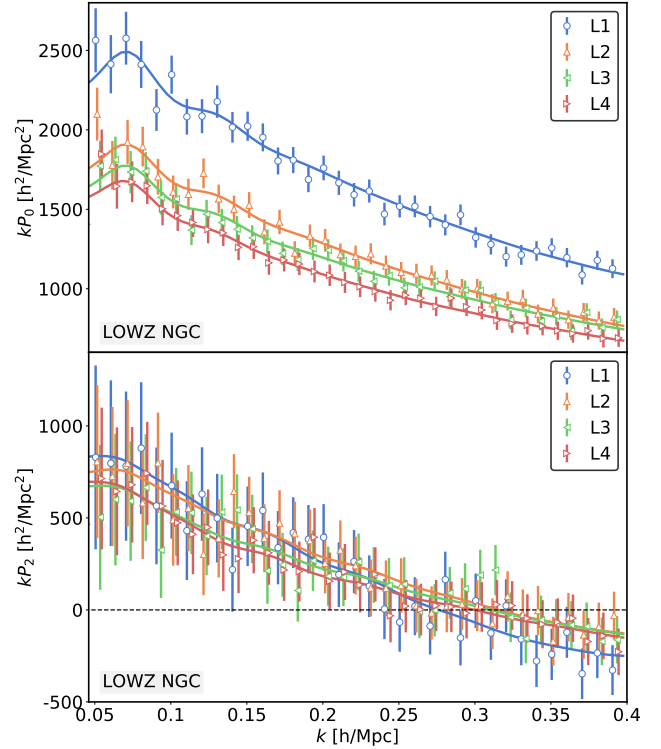 2500
2000
1500
1000
kP₀ [h²/Mpc²]
L1
L2
L3
L4
LOWZ NGC
1000
500
0
-500
kP₂ [h²/Mpc²]
L1
L2
L3
L4
LOWZ NGC
0.05 0.1 0.15 0.2 0.25 0.3 0.35 0.4
k [h/Mpc]